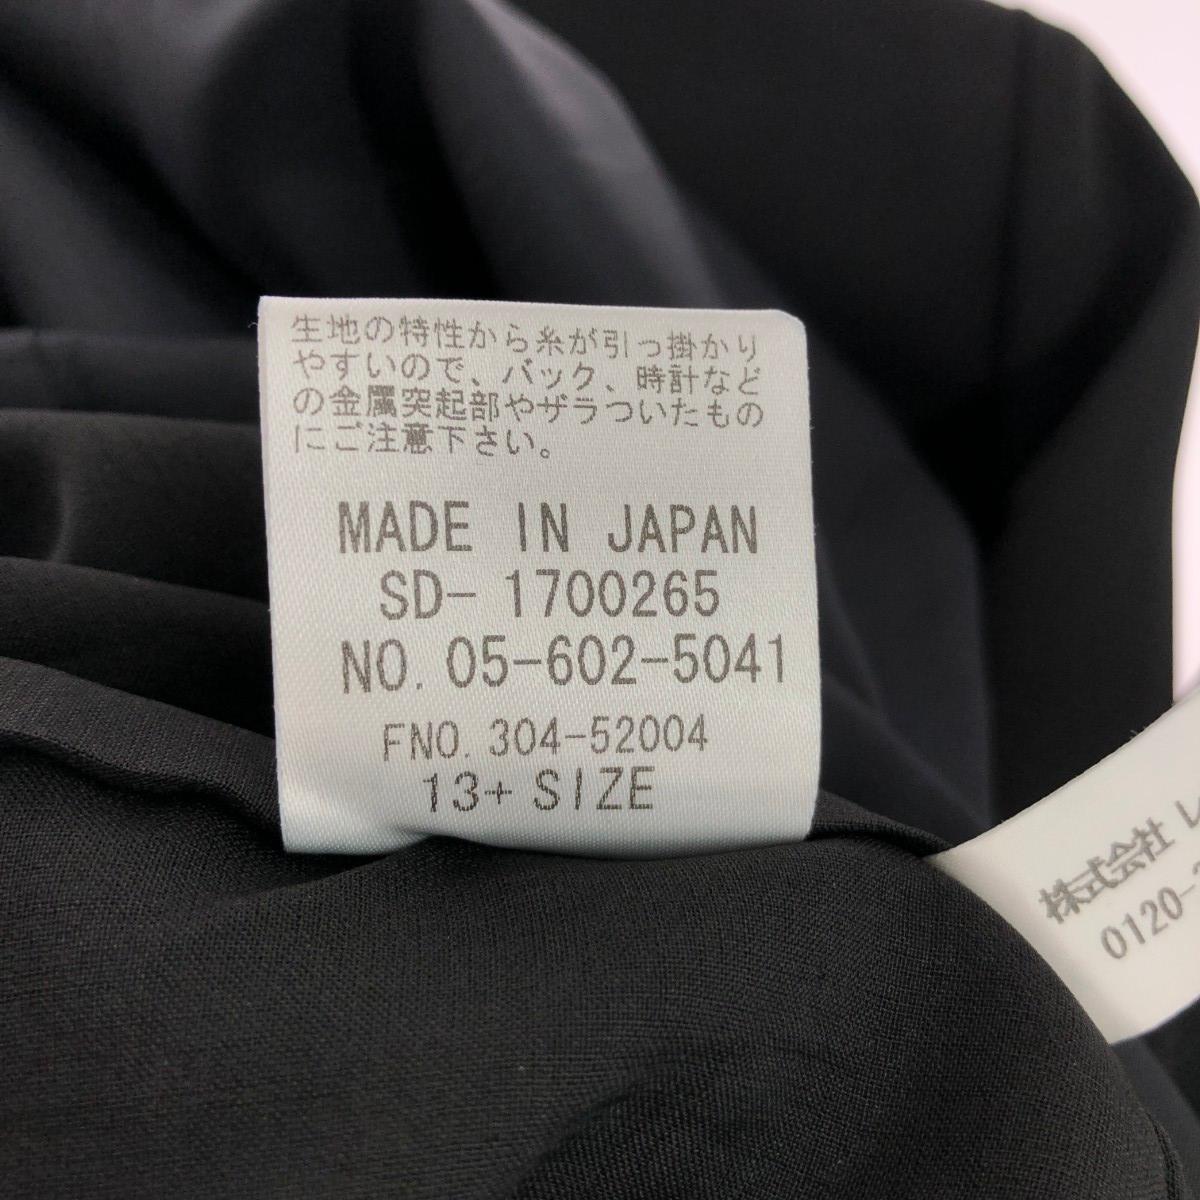 生地の特性から糸が引っ掛かり
やすいので、バック、時計など
の金属突起部やザラついたもの
にご注意下さい。
MADE IN JAPAN
SD- 1700265
NO. 05-602-5041
FNO. 304-52004
13+ SIZE
株式会社 レ
0120-